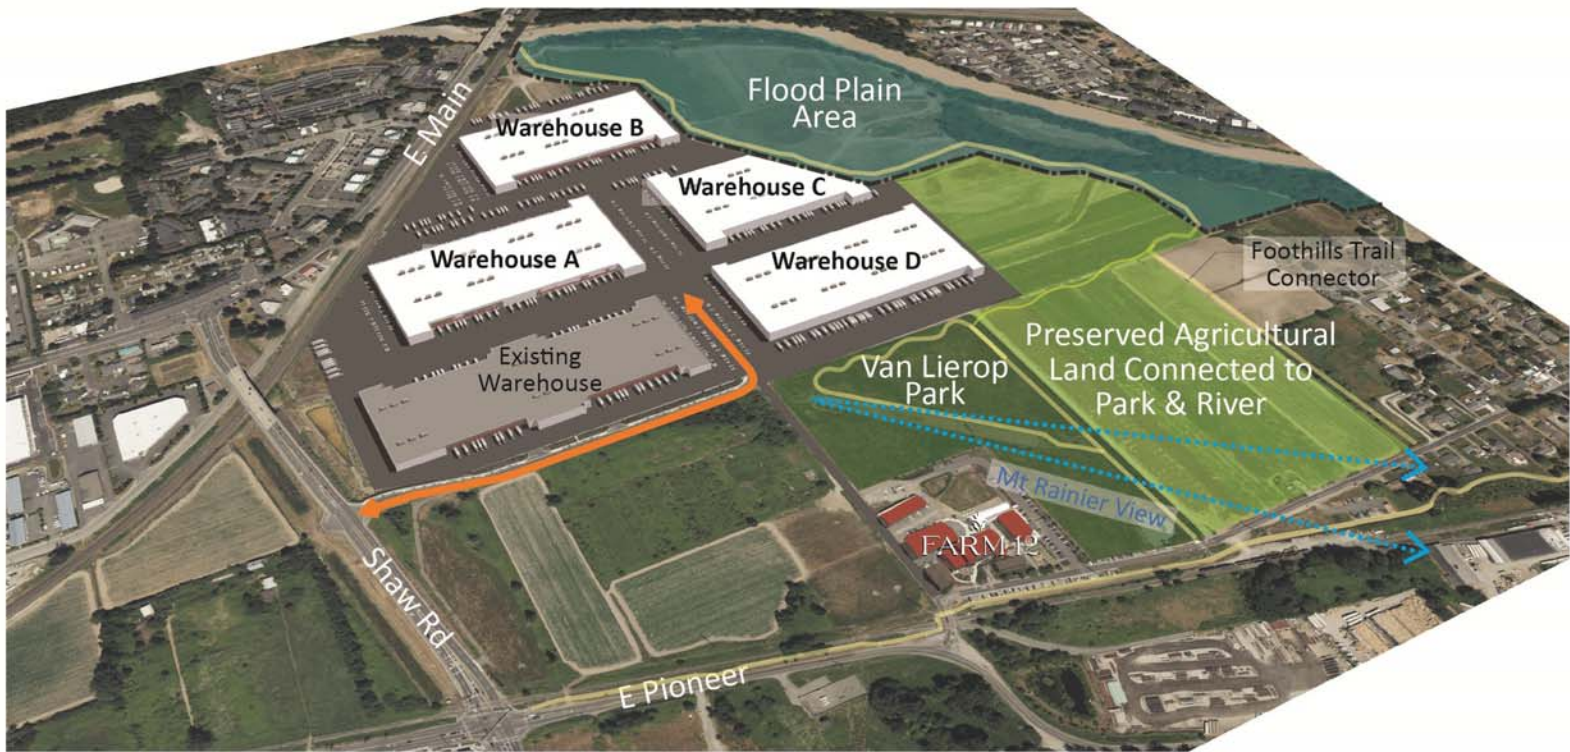 E Main
Flood Plain
Area
Warehouse B
Warehouse C
Warehouse A
Warehouse D
Foothills Trail
Connector
Existing
Warehouse
Van Lierop
Park
Preserved Agricultural
Land Connected to
Park & River
Mt Rainier View
FARM 12
Shaw Rd
E Pioneer